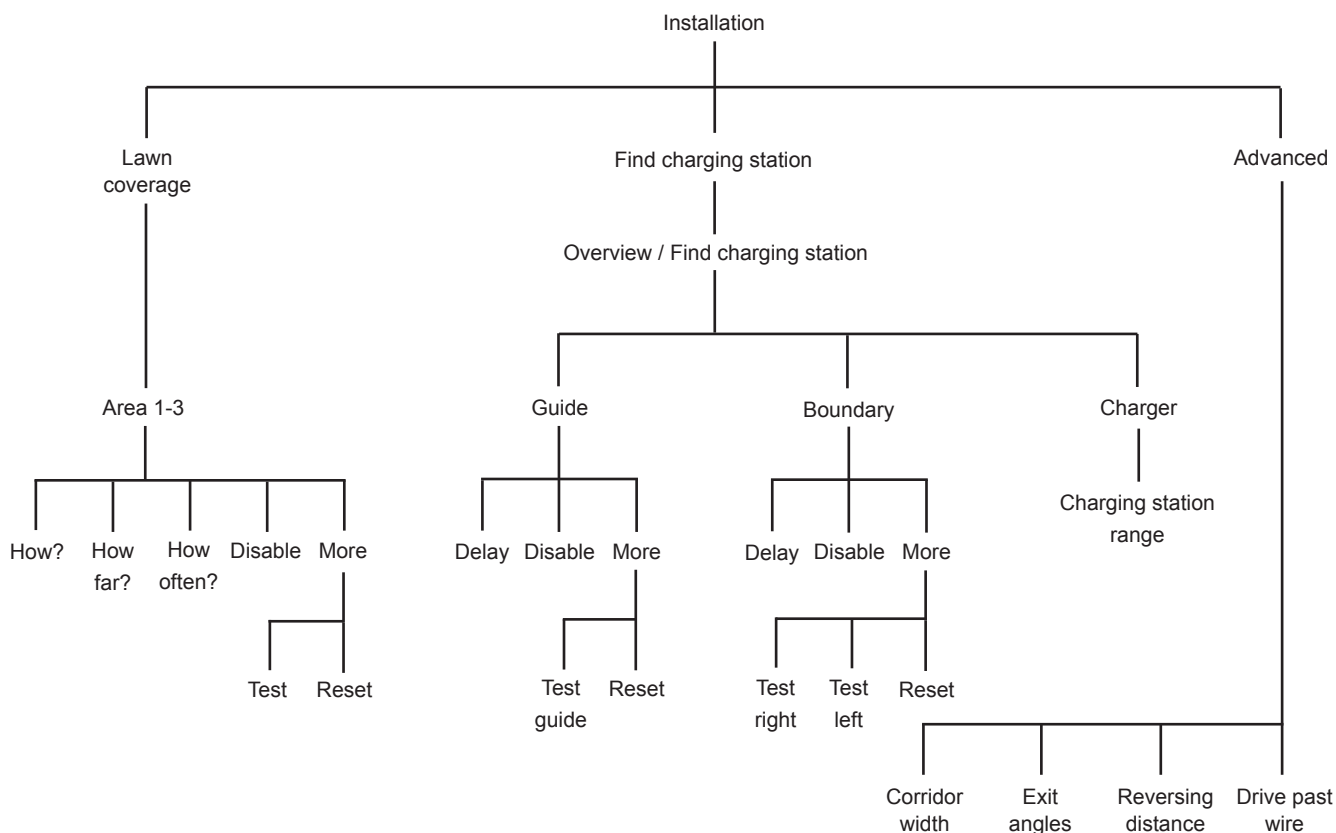 Installation
Lawn
coverage
Find charging station
Advanced
Overview / Find charging station
Area 1-3
Guide
Boundary
Charger
How?
How
far?
How
often?
Disable
More
Delay
Disable
More
Delay
Disable
More
Charging station
range
Test
Reset
Test
guide
Reset
Test
right
Test
left
Reset
Corridor
width
Exit
angles
Reversing
distance
Drive past
wire